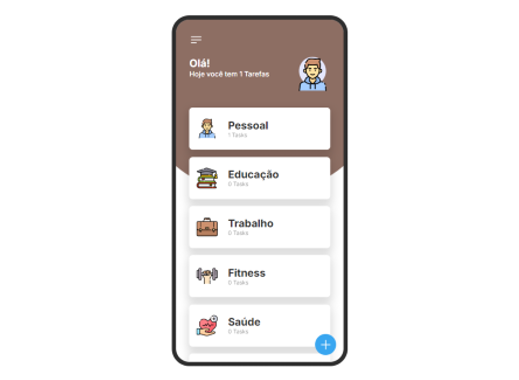 Olá!
Hoje você tem 1 Tarefas
Pessoal
1 Tasks
Educação
0 Tasks
Trabalho
0 Tasks
Fitness
0 Tasks
Saúde
0 Tasks